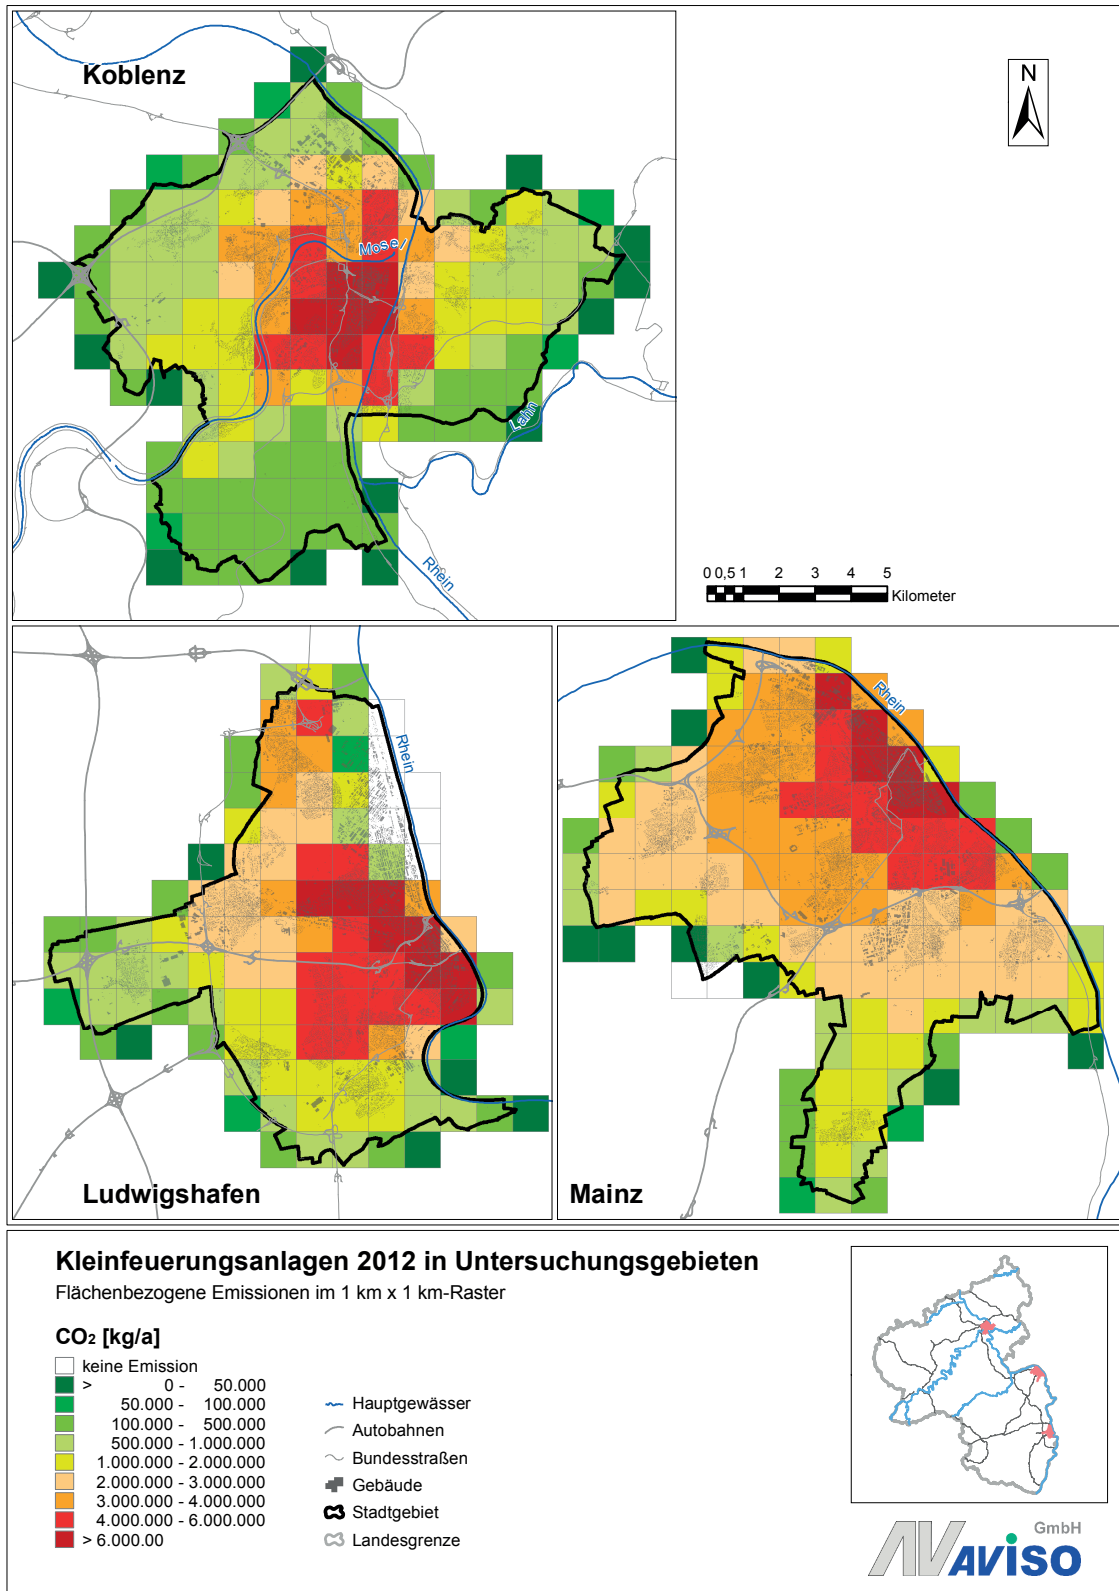 Koblenz
N
Mosel
Lahn
Rhein
0 0,5 1 2 3 4 5
Kilometer
Rhein
Ludwigshafen
Rhein
Mainz
Kleinfeuerungsanlagen 2012 in Untersuchungsgebieten
Flächenbezogene Emissionen im 1 km x 1 km-Raster
CO2 [kg/a]
keine Emission
> 0 - 50.000
50.000 - 100.000
100.000 - 500.000
500.000 - 1.000.000
1.000.000 - 2.000.000
2.000.000 - 3.000.000
3.000.000 - 4.000.000
4.000.000 - 6.000.000
> 6.000.00
Hauptgewässer
Autobahnen
Bundesstraßen
Gebäude
Stadtgebiet
Landesgrenze
GmbH
AVISO